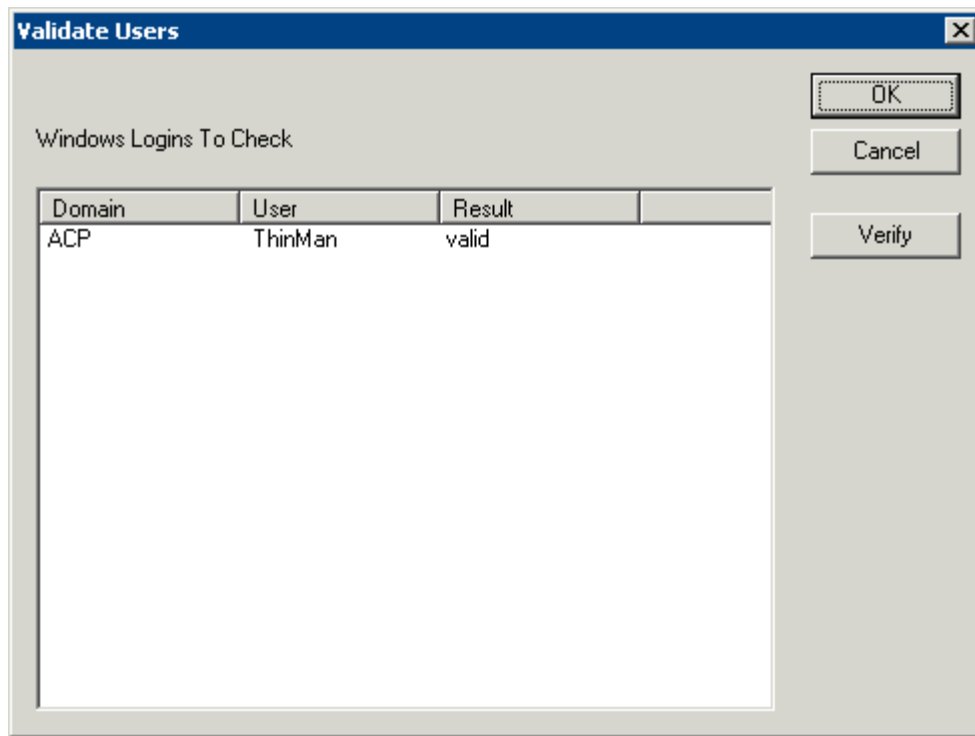 Validate Users
OK
Windows Logins To Check
Cancel
Domain User Result
Verify
ACP ThinMan valid